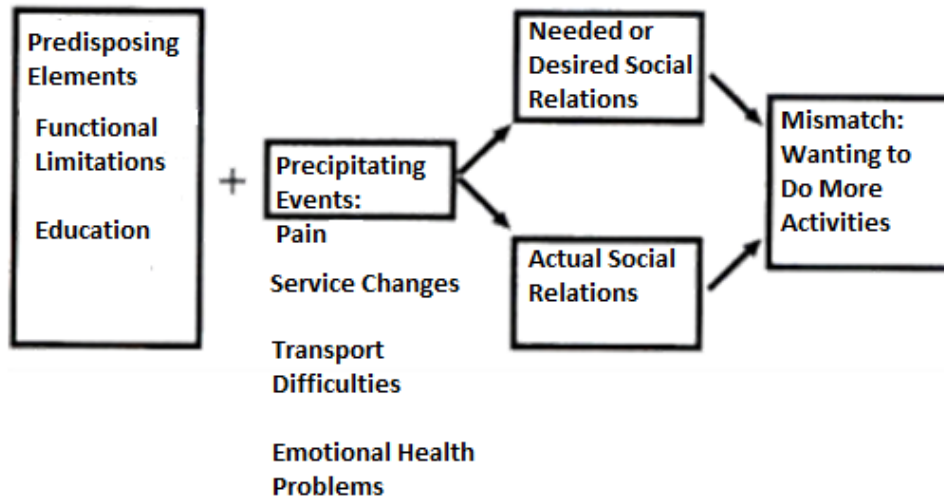 Predisposing
Elements
Functional
Limitations
Education
+
Precipitating
Events:
Pain
Service Changes
Transport
Difficulties
Emotional Health
Problems
Needed or
Desired Social
Relations
Actual Social
Relations
Mismatch:
Wanting to
Do More
Activities